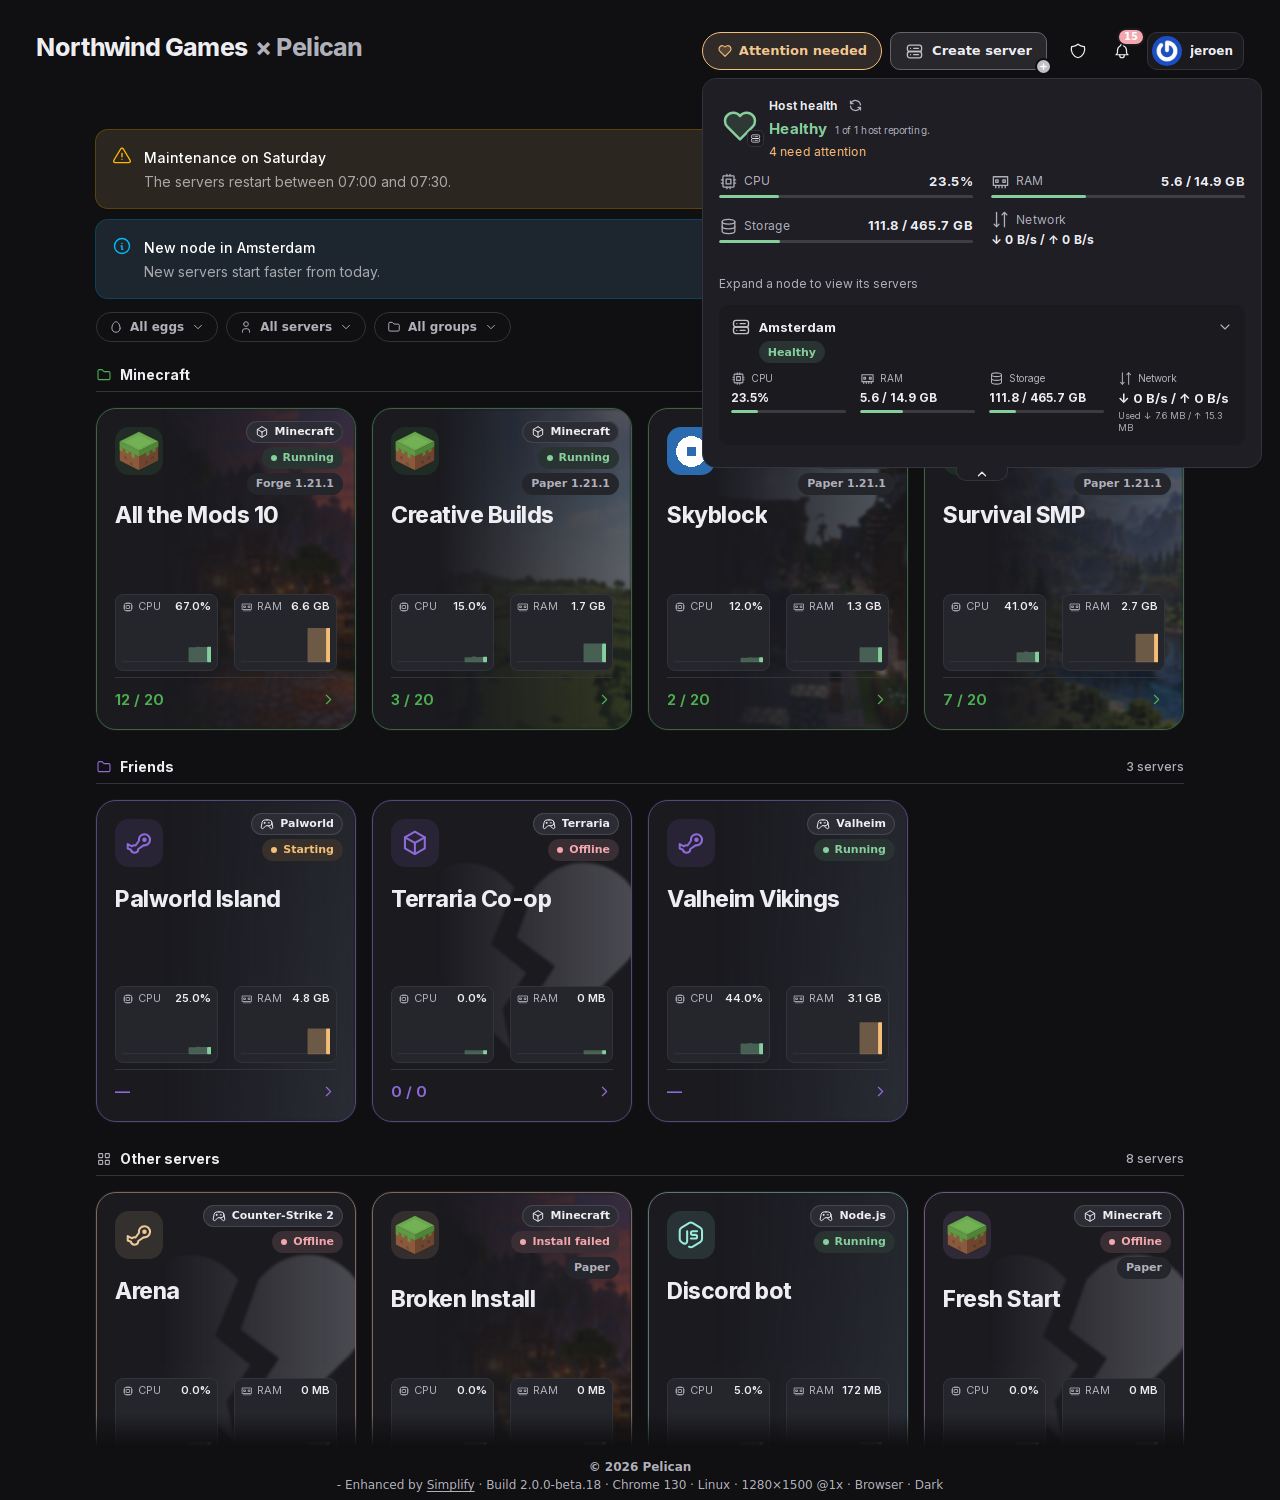 Northwind Games × Pelican
Attention needed
Create server
15
jeroen
Host health
Healthy 1 of 1 host reporting.
4 need attention
CPU 23.5%
RAM 5.6 / 14.9 GB
Storage 111.8 / 465.7 GB
Network
↓ 0 B/s / ↑ 0 B/s
Expand a node to view its servers
Amsterdam
Healthy
CPU
23.5%
RAM
5.6 / 14.9 GB
Storage
111.8 / 465.7 GB
Network
↓ 0 B/s / ↑ 0 B/s
Used ↓ 7.6 MB / ↑ 15.3
MB
Maintenance on Saturday
The servers restart between 07:00 and 07:30.
New node in Amsterdam
New servers start faster from today.
All eggs
All servers
All groups
Minecraft
Minecraft
Running
Forge 1.21.1
All the Mods 10
CPU 67.0%
RAM 6.6 GB
12 / 20
Minecraft
Running
Paper 1.21.1
Creative Builds
CPU 15.0%
RAM 1.7 GB
3 / 20
Paper 1.21.1
Skyblock
CPU 12.0%
RAM 1.3 GB
2 / 20
Paper 1.21.1
Survival SMP
CPU 41.0%
RAM 2.7 GB
7 / 20
Friends
3 servers
Palworld
Starting
Palworld Island
CPU 25.0%
RAM 4.8 GB
—
Terraria
Offline
Terraria Co-op
CPU 0.0%
RAM 0 MB
0 / 0
Valheim
Running
Valheim Vikings
CPU 44.0%
RAM 3.1 GB
—
Other servers
8 servers
Counter-Strike 2
Offline
Arena
CPU 0.0%
RAM 0 MB
Minecraft
Install failed
Paper
Broken Install
CPU 0.0%
RAM 0 MB
Node.js
Running
Discord bot
CPU 5.0%
RAM 172 MB
Minecraft
Offline
Paper
Fresh Start
CPU 0.0%
RAM 0 MB
© 2026 Pelican
- Enhanced by Simplify · Build 2.0.0-beta.18 · Chrome 130 · Linux · 1280×1500 @1x · Browser · Dark